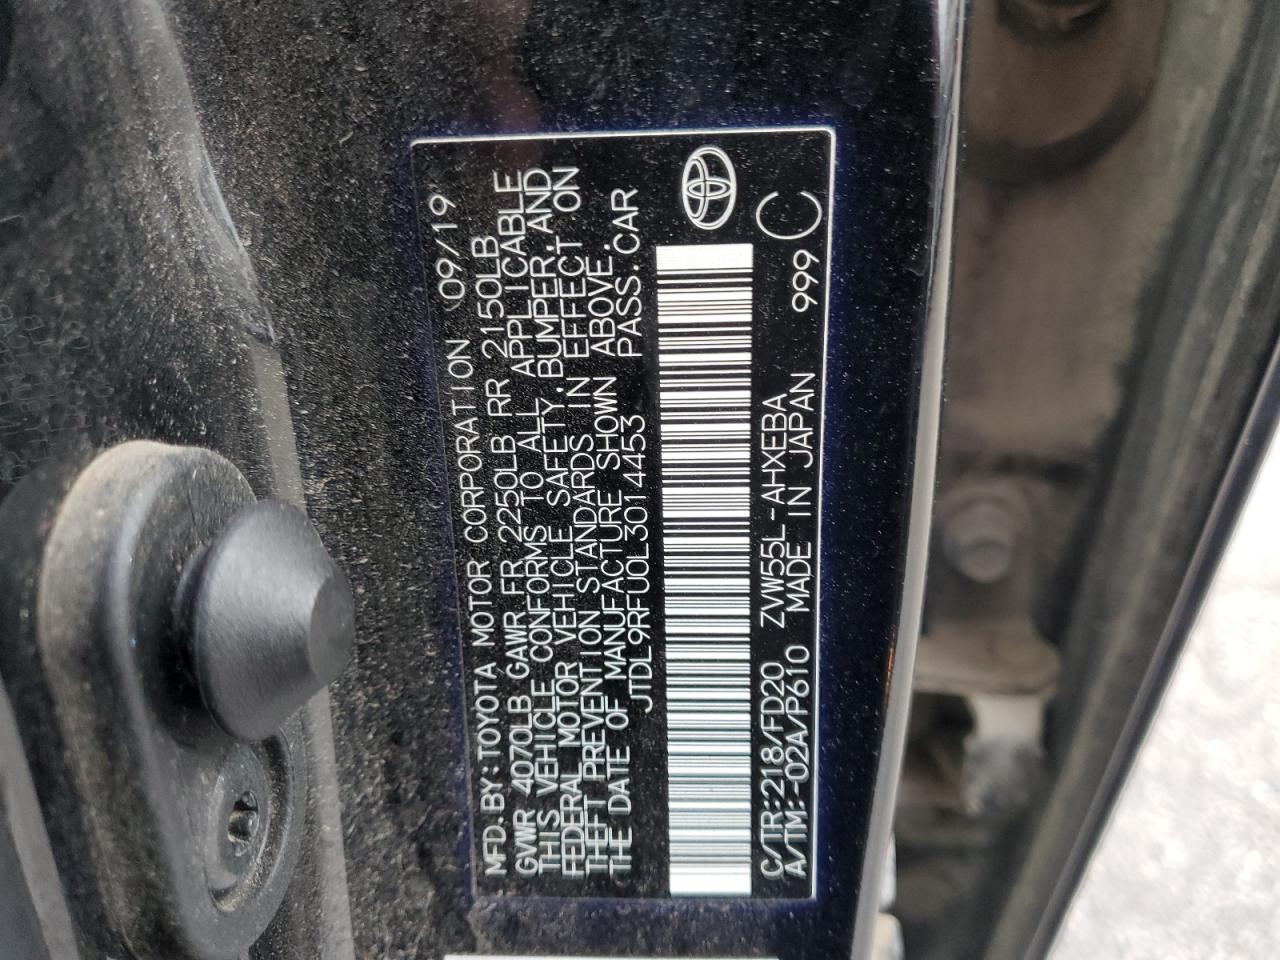 MFD. BY: TOYOTA MOTOR CORPORATION 09/19
GVWR 4070LB GAWR FR 2250LB RR 2150LB
THIS VEHICLE CONFORMS TO ALL APPLICABLE
FEDERAL MOTOR VEHICLE SAFETY, BUMPER, AND
THEFT PREVENTION STANDARDS IN EFFECT ON
THE DATE OF MANUFACTURE SHOWN ABOVE.
JTDL9RFU0L3014453 PASS. CAR
C/TR: 218/FD20 ZVW55L-AHXEBA
A/TM: -02A/P610 MADE IN JAPAN 999 C